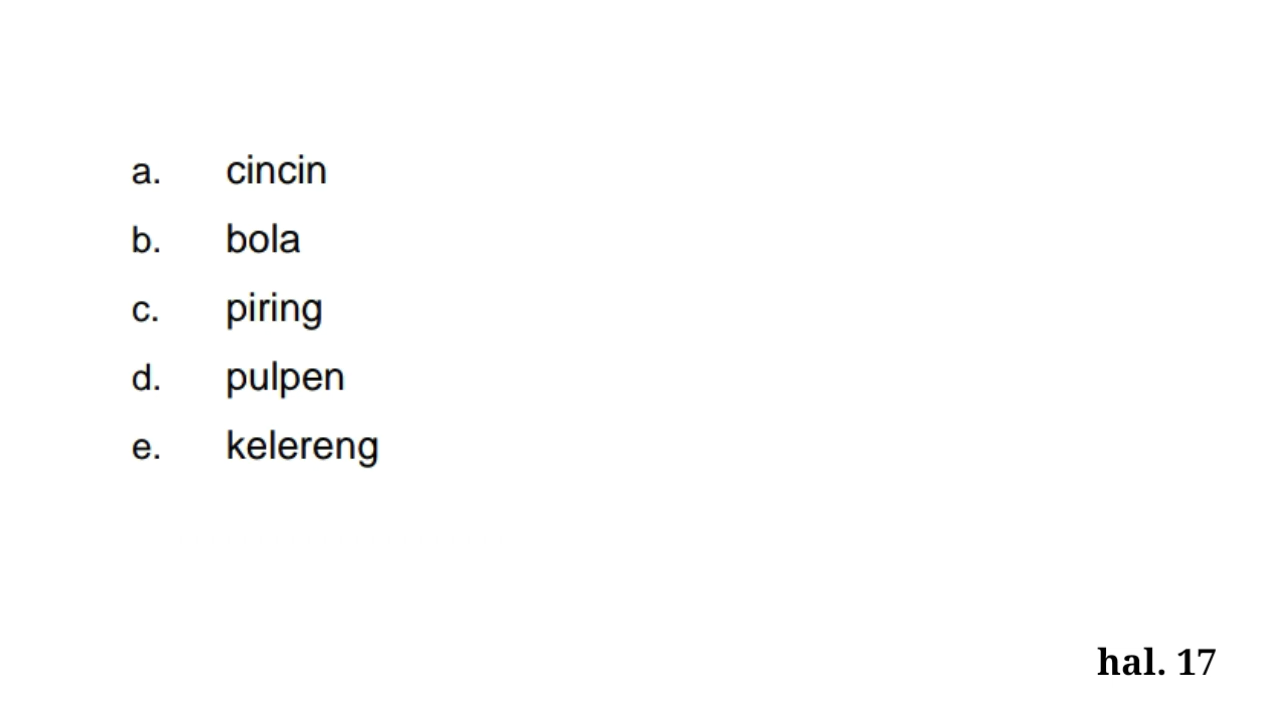 a. cincin
b. bola
c. piring
d. pulpen
e. kelereng
hal. 17